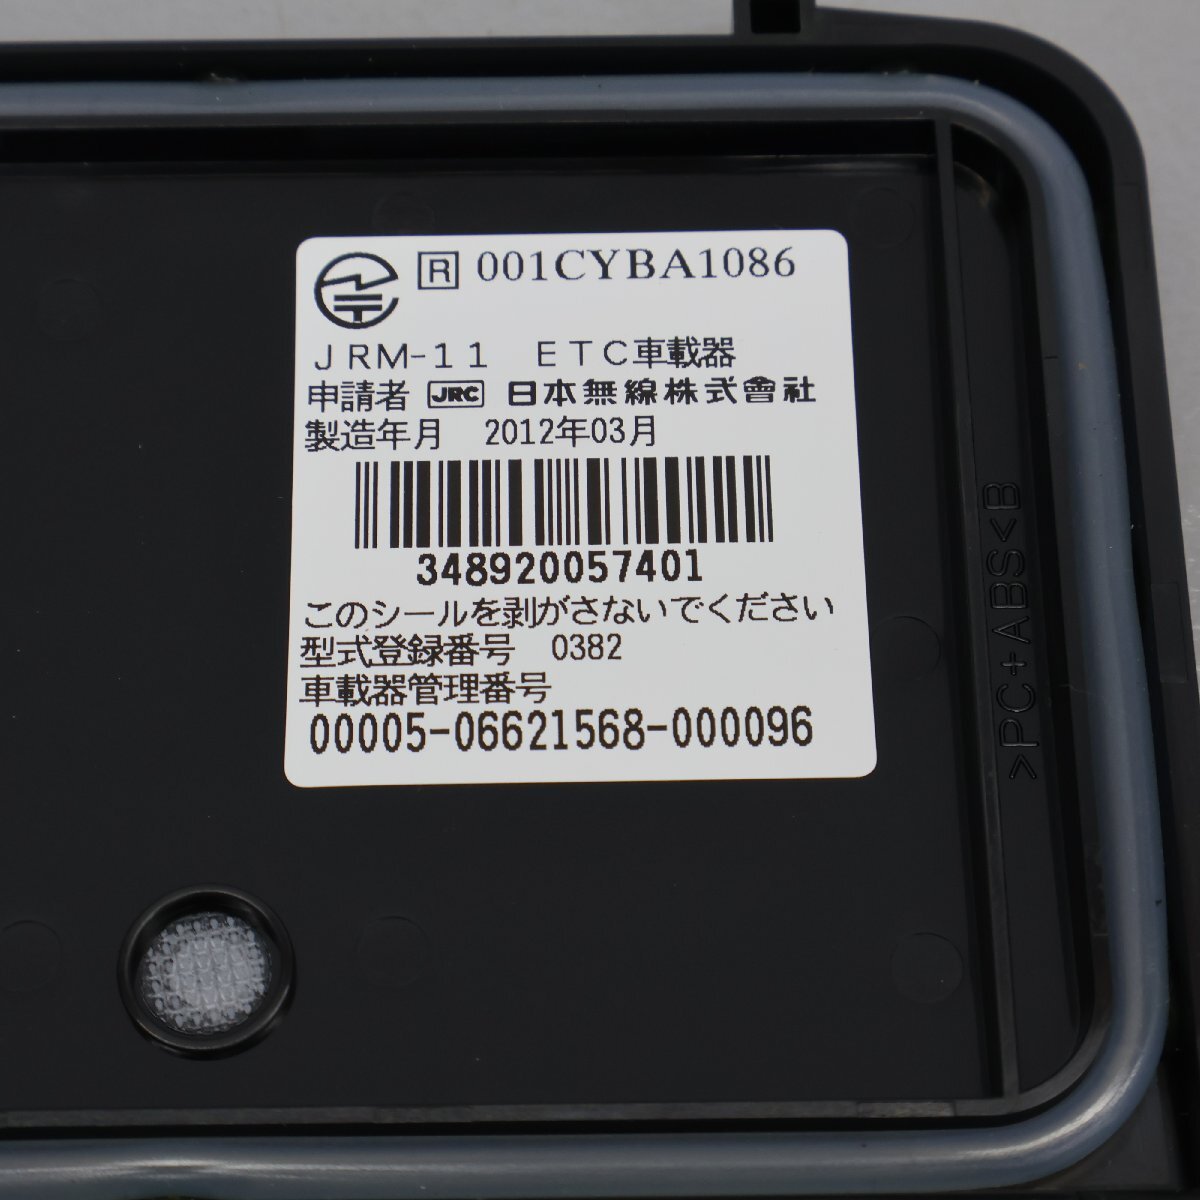 R 001CYBA1086
JRM-11 ETC車載器
申請者 JRC 日本無線株式會社
製造年月 2012年03月
348920057401
このシールを剥がさないでください
型式登録番号 0382
車載器管理番号
00005-06621568-000096
>PC+ABS<B